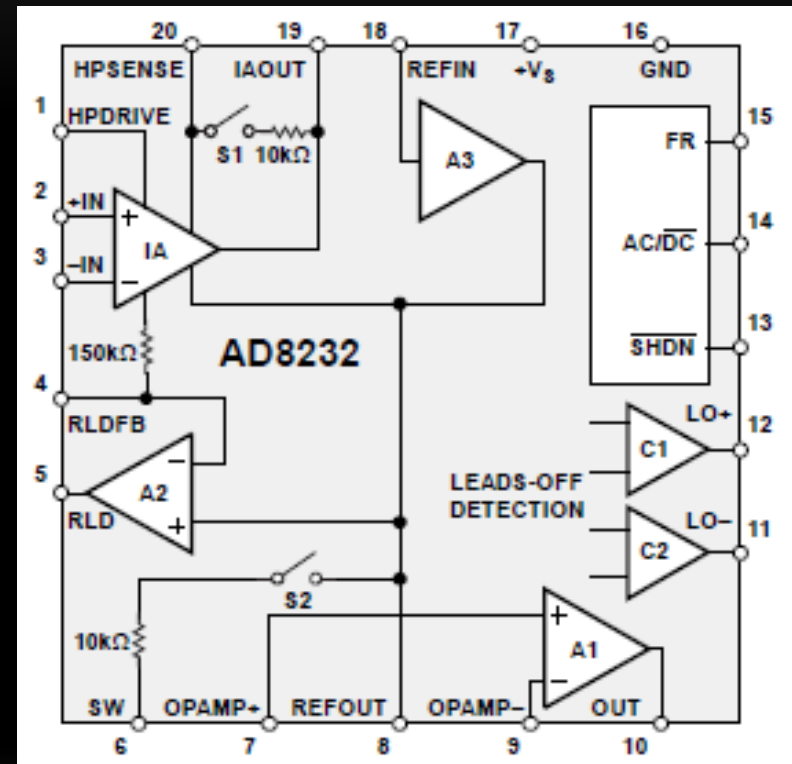 20 19 18 17 16
HPSENSE IAOUT REFIN +VS GND
1 HPDRIVE
S1 10kΩ
A3
FR 15
2 +IN
+
IA
3 –IN
–
AC/DC 14
150kΩ
AD8232
SHDN 13
4
RLDFB
LO+ 12
C1
5
–
A2
RLD
+
LEADS-OFF
DETECTION
LO– 11
C2
S2
10kΩ
+
A1
–
SW OPAMP+ REFOUT OPAMP– OUT
6 7 8 9 10